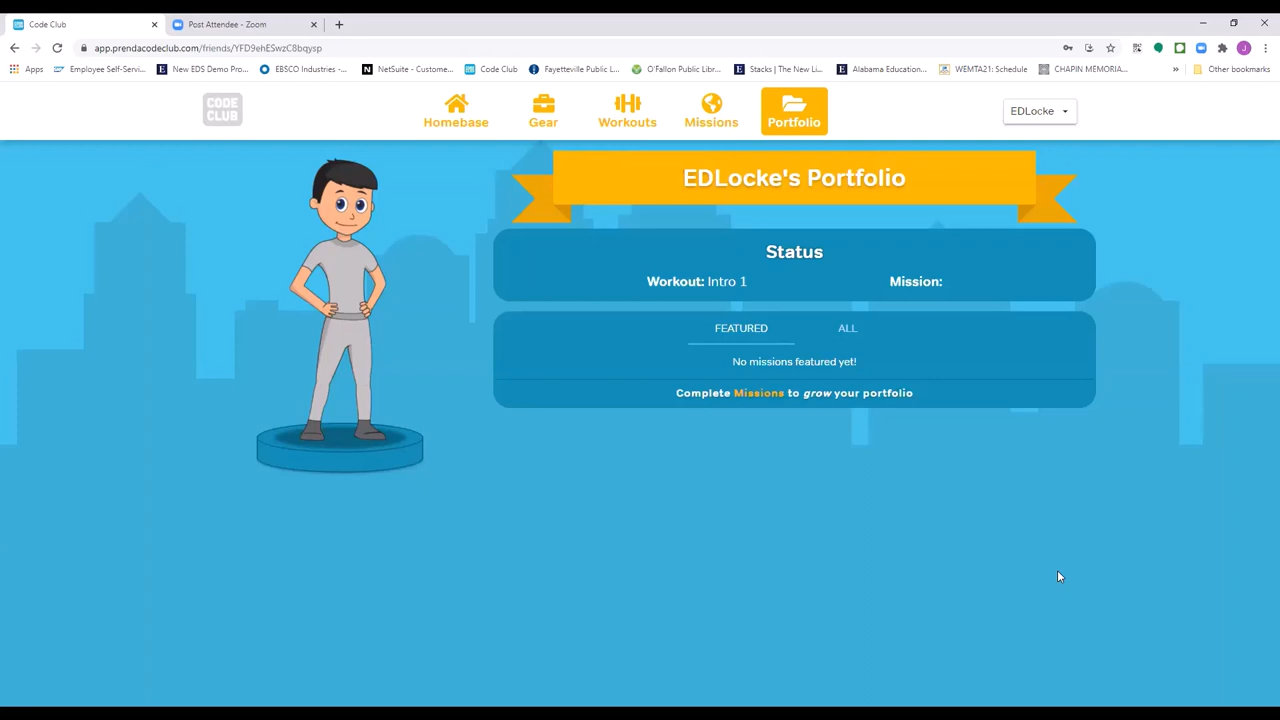 Code Club
Post Attendee - Zoom
app.prendacodeclub.com/friends/YFD9ehESwzC8bqysp
J
Apps
Employee Self-Servi...
New EDS Demo Pro...
EBSCO Industries -...
NetSuite - Custome...
Code Club
Fayetteville Public L...
O'Fallon Public Libr...
Stacks | The New Li...
Alabama Education...
WEMTA21: Schedule
CHAPIN MEMORIA...
Other bookmarks
CODE
CLUB
Homebase
Gear
Workouts
Missions
Portfolio
EDLocke
EDLocke's Portfolio
Status
Workout: Intro 1
Mission:
FEATURED
ALL
No missions featured yet!
Complete Missions to grow your portfolio